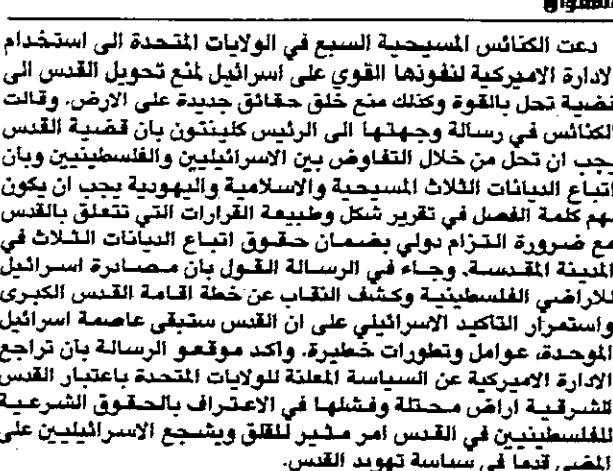 دعت الكنائس المسيحية السبع في الولايات المتحدة الى استخدام
لادارة الاميركية لنفوذها القوي على اسرائيل لمنع تحويل القدس الى
نضية تحل بالقوة وكذلك منع خلق حقائق جديدة على الارض. وقالت
لكنائس في رسالة وجهتها الى الرئيس كلينتون بان قضية القدس
يجب ان تحل من خلال التفاوض بين الاسرائيليين والفلسطينيين وبان
اتباع الديانات الثلاث المسيحية والاسلامية واليهودية يجب ان يكون
هم كلمة الفصل في تقرير شكل وطبيعة القرارات التي تتعلق بالقدس
مع ضرورة التزام دولي بضمان حقوق اتباع الديانات الثلاث في
المدينة المقدسة. وجاء في الرسالة القول بان مصادرة اسرائيل
للاراضي الفلسطينية وكشف النقاب عن خطة اقامة القدس الكبرى
واستمرار التأكيد الاسرائيلي على ان القدس ستبقى عاصمة اسرائيل
الموحدة، عوامل وتطورات خطيرة. واكد موقعو الرسالة بان تراجع
الادارة الاميركية عن السياسة المعلنة للولايات المتحدة باعتبار القدس
الشرقية اراض محتلة وفشلها في الاعتراف بالحقوق الشرعية
للفلسطينيين في القدس امر مثير للقلق ويشجع الاسرائيليين على
المضي قدما في سياسة تهويد القدس.